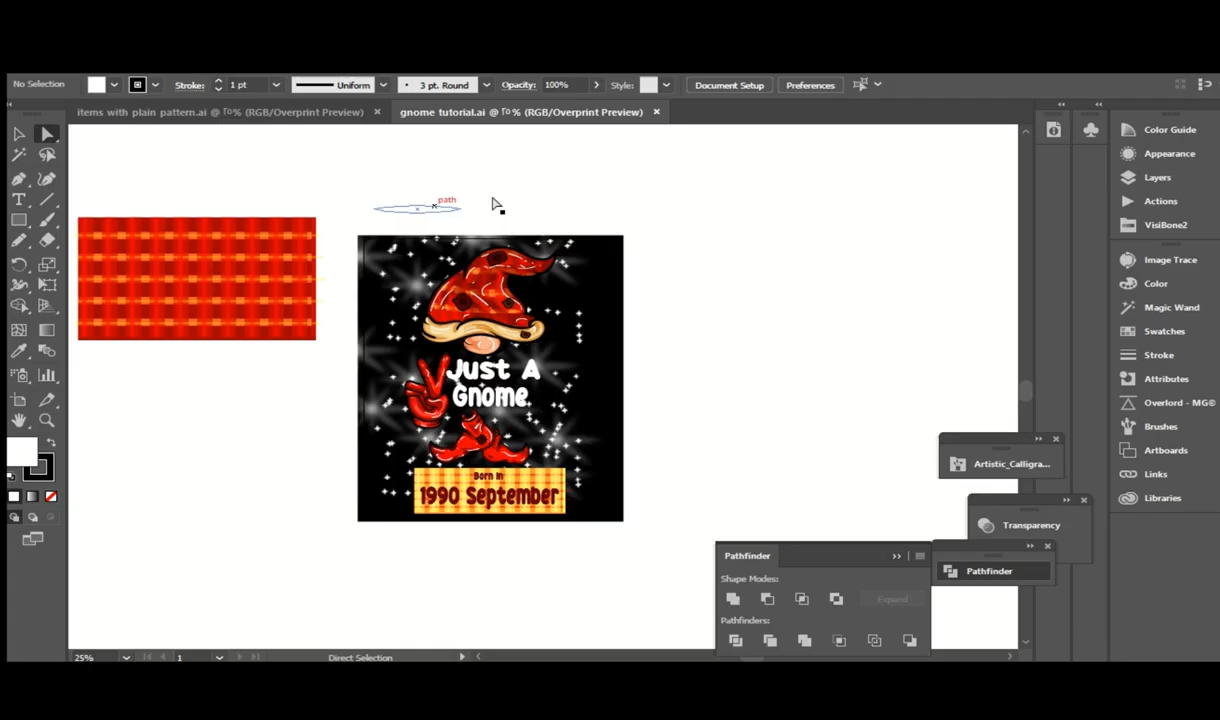 No Selection
Stroke: 1 pt
Uniform
3 pt. Round
Opacity: 100%
Style:
Document Setup
Preferences
items with plain pattern.ai @
(RGB/Overprint Preview)
gnome tutorial.ai @
(RGB/Overprint Preview)
path
Just A
Gnome
Born In
1990 September
Color Guide
Appearance
Layers
Actions
VisiBone2
Image Trace
Color
Magic Wand
Swatches
Stroke
Attributes
Overlord - MG©
Brushes
Artboards
Links
Libraries
Artistic_Calligra...
Transparency
Pathfinder
Pathfinder
Shape Modes:
Expand
Pathfinders:
25%
1
Direct Selection